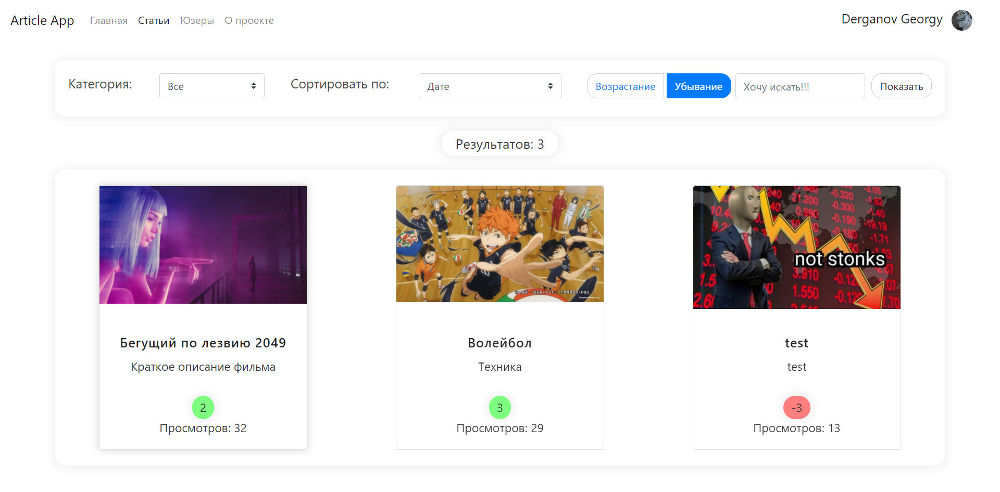 Article App Главная Статьи Юзеры О проекте Derganov Georgy
Категория: Все Сортировать по: Дате Возрастание Убывание Хочу искать!!! Показать
Результатов: 3
not stonks
Бегущий по лезвию 2049
Краткое описание фильма
2
Просмотров: 32
Волейбол
Техника
3
Просмотров: 29
test
test
-3
Просмотров: 13